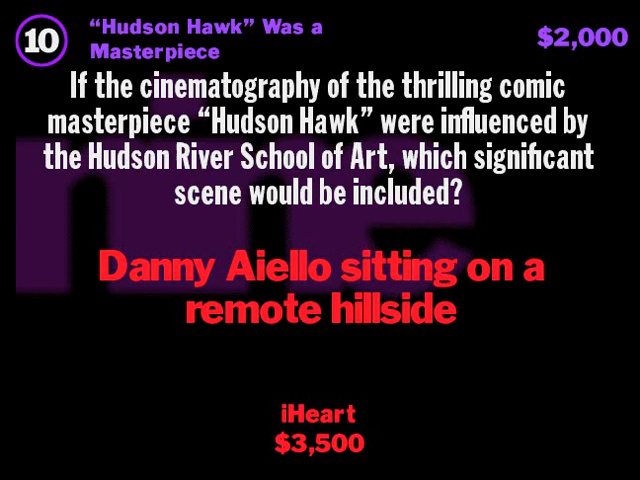 10
“Hudson Hawk” Was a
Masterpiece
$2,000
If the cinematography of the thrilling comic
masterpiece “Hudson Hawk” were influenced by
the Hudson River School of Art, which significant
scene would be included?
Danny Aiello sitting on a
remote hillside
iHeart
$3,500